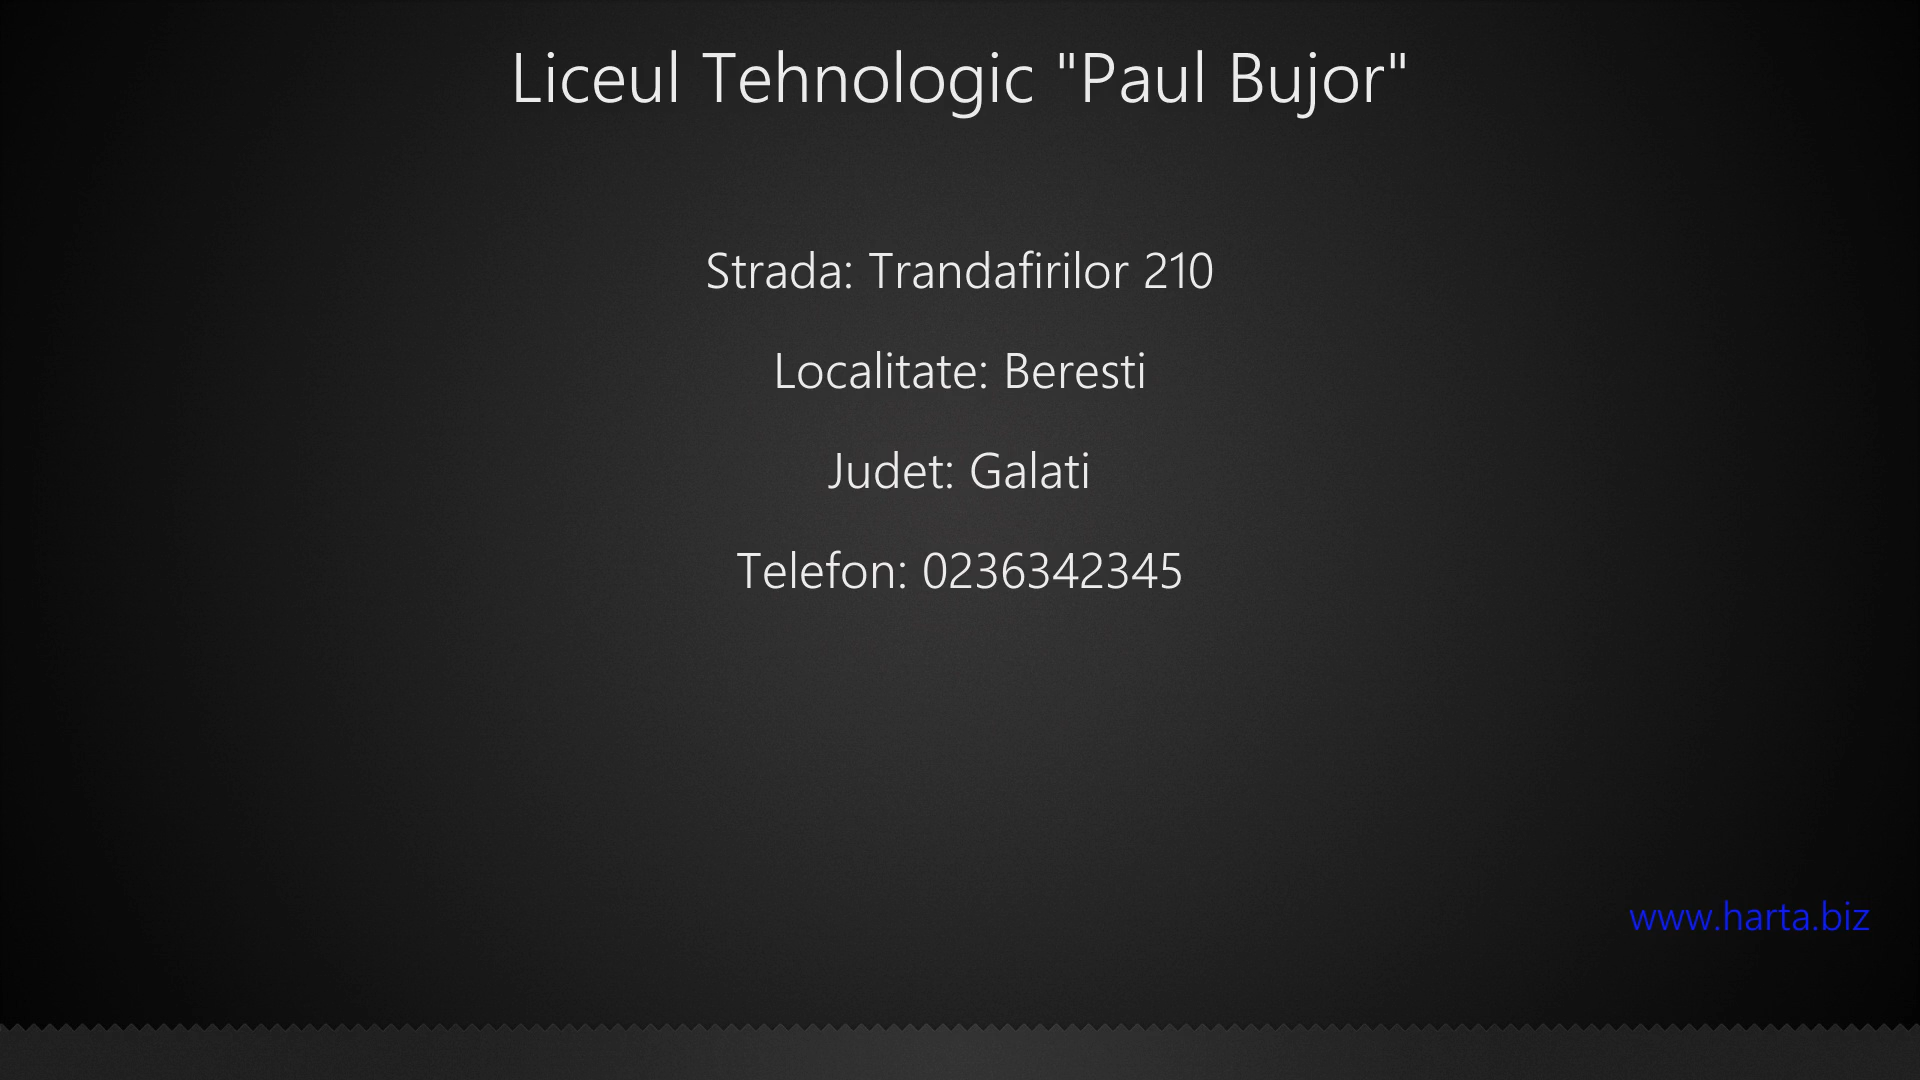 Liceul Tehnologic "Paul Bujor"
Strada: Trandafirilor 210
Localitate: Beresti
Judet: Galati
Telefon: 0236342345
www.harta.biz